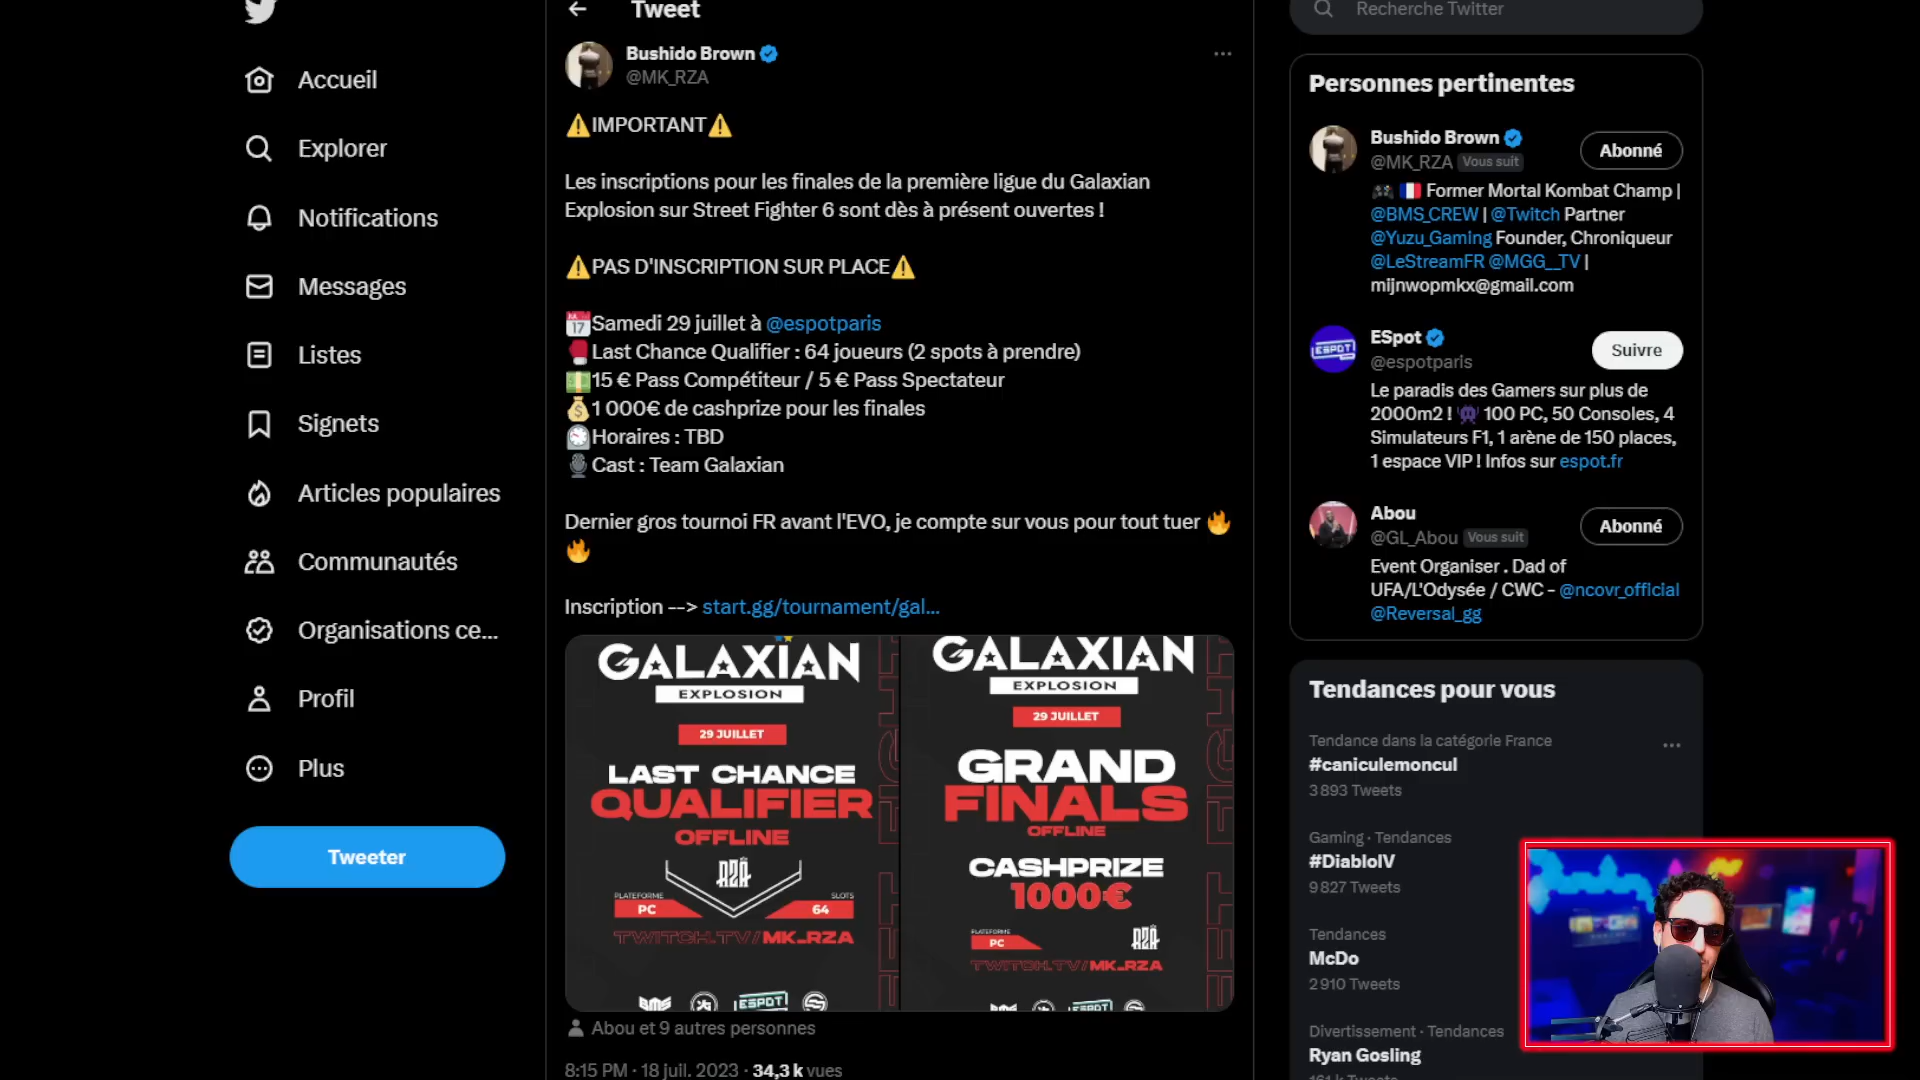 Accueil
Explorer
Notifications
Messages
Listes
Signets
Articles populaires
Communautés
Organisations ce...
Profil
Plus
Tweeter
Tweet
Bushido Brown
@MK_RZA
⚠️IMPORTANT⚠️
Les inscriptions pour les finales de la première ligue du Galaxian
Explosion sur Street Fighter 6 sont dès à présent ouvertes !
⚠️PAS D'INSCRIPTION SUR PLACE⚠️
Samedi 29 juillet à @espotparis
Last Chance Qualifier : 64 joueurs (2 spots à prendre)
15 € Pass Compétiteur / 5 € Pass Spectateur
1 000€ de cashprize pour les finales
Horaires : TBD
Cast : Team Galaxian
Dernier gros tournoi FR avant l'EVO, je compte sur vous pour tout tuer 🔥
🔥
Inscription --> start.gg/tournament/gal...
GALAXIAN
EXPLOSION
29 JUILLET
LAST CHANCE
QUALIFIER
OFFLINE
RZA
PLATEFORME
PC
SLOTS
64
TWITCH.TV/MK_RZA
BMS
ESPOT
GALAXIAN
EXPLOSION
29 JUILLET
GRAND
FINALS
OFFLINE
CASHPRIZE
1000€
PLATEFORME
PC
RZA
TWITCH.TV/MK_RZA
Abou et 9 autres personnes
8:15 PM · 18 juil. 2023 · 34,3 k vues
Recherche Twitter
Personnes pertinentes
Bushido Brown
@MK_RZA Vous suit
Abonné
🎮 🇫🇷 Former Mortal Kombat Champ |
@BMS_CREW | @Twitch Partner
@Yuzu_Gaming Founder, Chroniqueur
@LeStreamFR @MGG__TV |
mijnwopmkx@gmail.com
ESpot
@espotparis
Suivre
ESPOT
Le paradis des Gamers sur plus de
2000m2 ! 👾 100 PC, 50 Consoles, 4
Simulateurs F1, 1 arène de 150 places,
1 espace VIP ! Infos sur espot.fr
Abou
@GL_Abou Vous suit
Abonné
Event Organiser . Dad of
UFA/L'Odysée / CWC - @ncovr_official
@Reversal_gg
Tendances pour vous
Tendance dans la catégorie France
#caniculemoncul
3 893 Tweets
Gaming · Tendances
#DiabloIV
9 827 Tweets
Tendances
McDo
2 910 Tweets
Divertissement · Tendances
Ryan Gosling